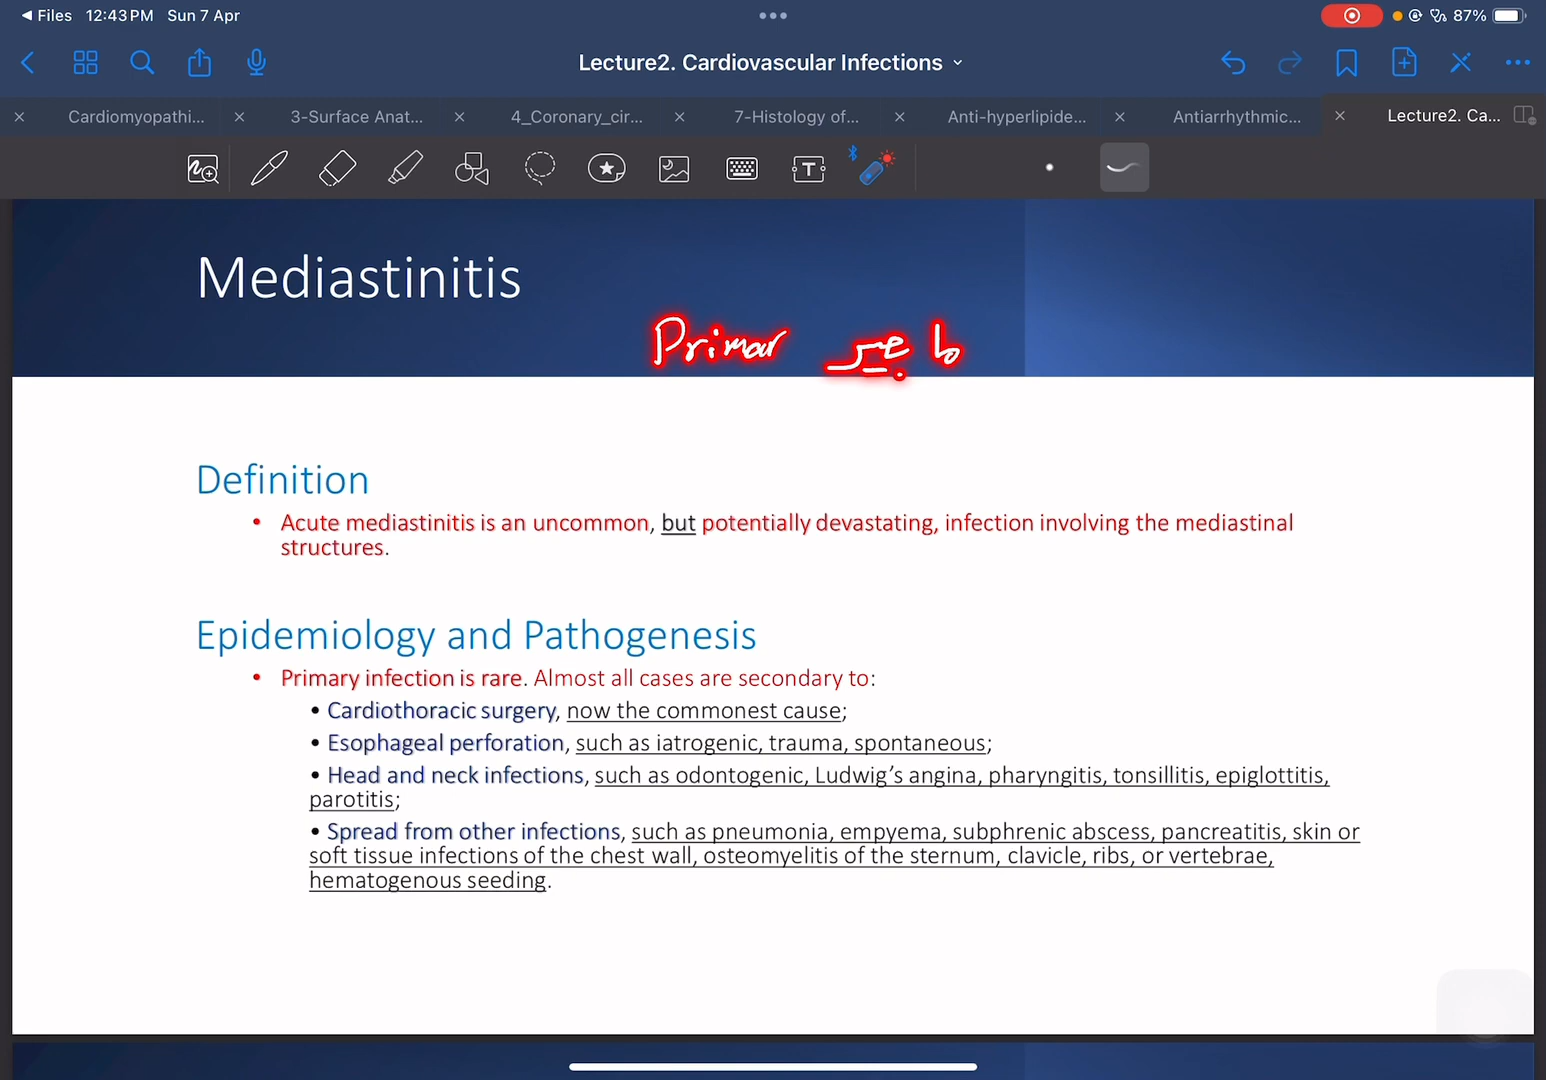 Files 12:43 PM Sun 7 Apr 87%
Lecture2. Cardiovascular Infections
Cardiomyopathi... 3-Surface Anat... 4_Coronary_cir... 7-Histology of... Anti-hyperlipide... Antiarrhythmic... Lecture2. Ca...
Mediastinitis
Primar
Definition
• Acute mediastinitis is an uncommon, but potentially devastating, infection involving the mediastinal
structures.
Epidemiology and Pathogenesis
• Primary infection is rare. Almost all cases are secondary to:
• Cardiothoracic surgery, now the commonest cause;
• Esophageal perforation, such as iatrogenic, trauma, spontaneous;
• Head and neck infections, such as odontogenic, Ludwig’s angina, pharyngitis, tonsillitis, epiglottitis,
parotitis;
• Spread from other infections, such as pneumonia, empyema, subphrenic abscess, pancreatitis, skin or
soft tissue infections of the chest wall, osteomyelitis of the sternum, clavicle, ribs, or vertebrae,
hematogenous seeding.